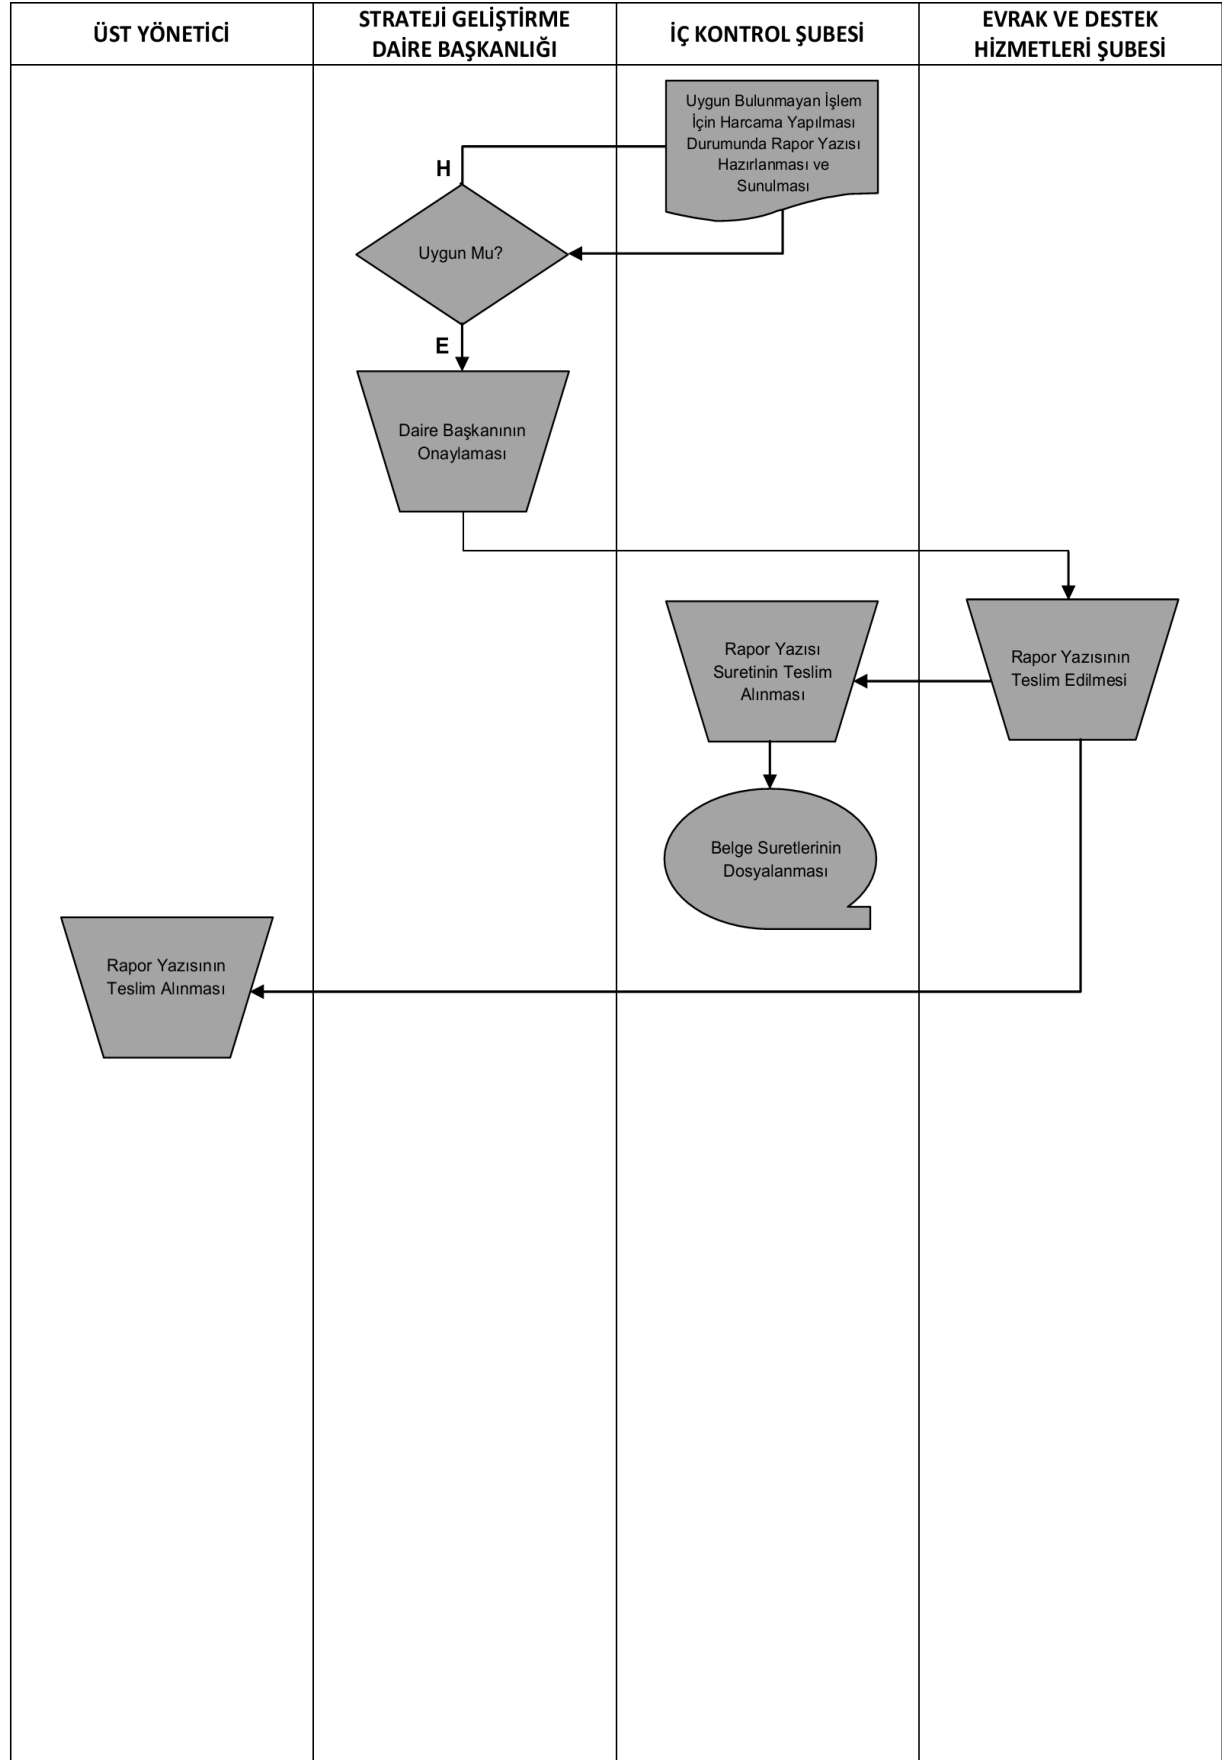 ÜST YÖNETİCİ
STRATEJİ GELİŞTİRME
DAİRE BAŞKANLIĞI
İÇ KONTROL ŞUBESİ
EVRAK VE DESTEK
HİZMETLERİ ŞUBESİ
Uygun Bulunmayan İşlem
İçin Harcama Yapılması
Durumunda Rapor Yazısı
Hazırlanması ve
Sunulması
H
Uygun Mu?
E
Daire Başkanının
Onaylaması
Rapor Yazısı
Suretinin Teslim
Alınması
Rapor Yazısının
Teslim Edilmesi
Belge Suretlerinin
Dosyalanması
Rapor Yazısının
Teslim Alınması